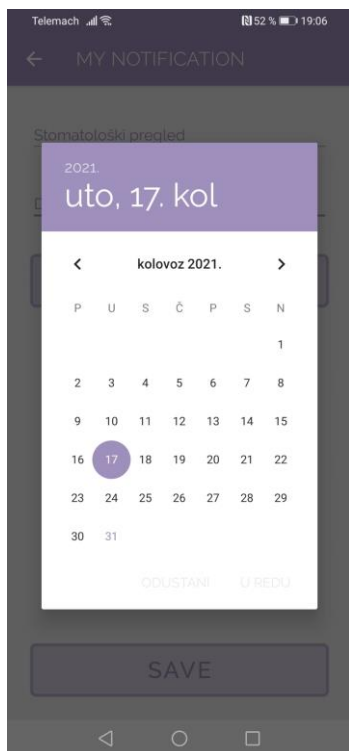 Telemach 52 % 19:06
MY NOTIFICATION
Stomatološki pregled
2021.
uto, 17. kol
kolovoz 2021.
P U S Č P S N
1
2 3 4 5 6 7 8
9 10 11 12 13 14 15
16 17 18 19 20 21 22
23 24 25 26 27 28 29
30 31
ODUSTANI U REDU
SAVE